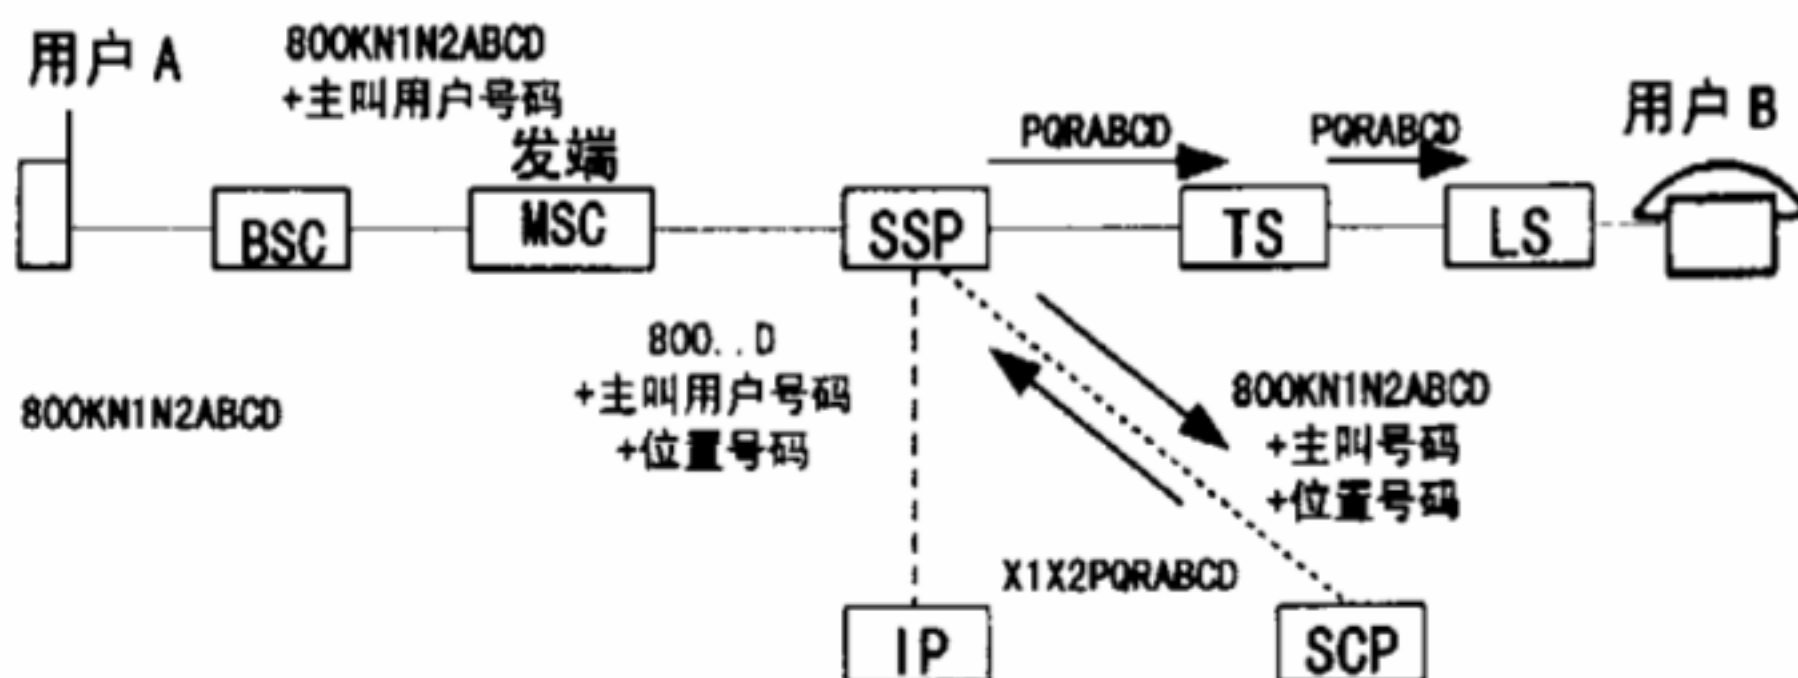 用户 A
800KN1N2ABCD
+主叫用户号码
发端
PQRABCD
PQRABCD
用户 B
BSC
MSC
SSP
TS
LS
800..D
+主叫用户号码
+位置号码
800KN1N2ABCD
800KN1N2ABCD
+主叫号码
+位置号码
X1X2PQRABCD
IP
SCP